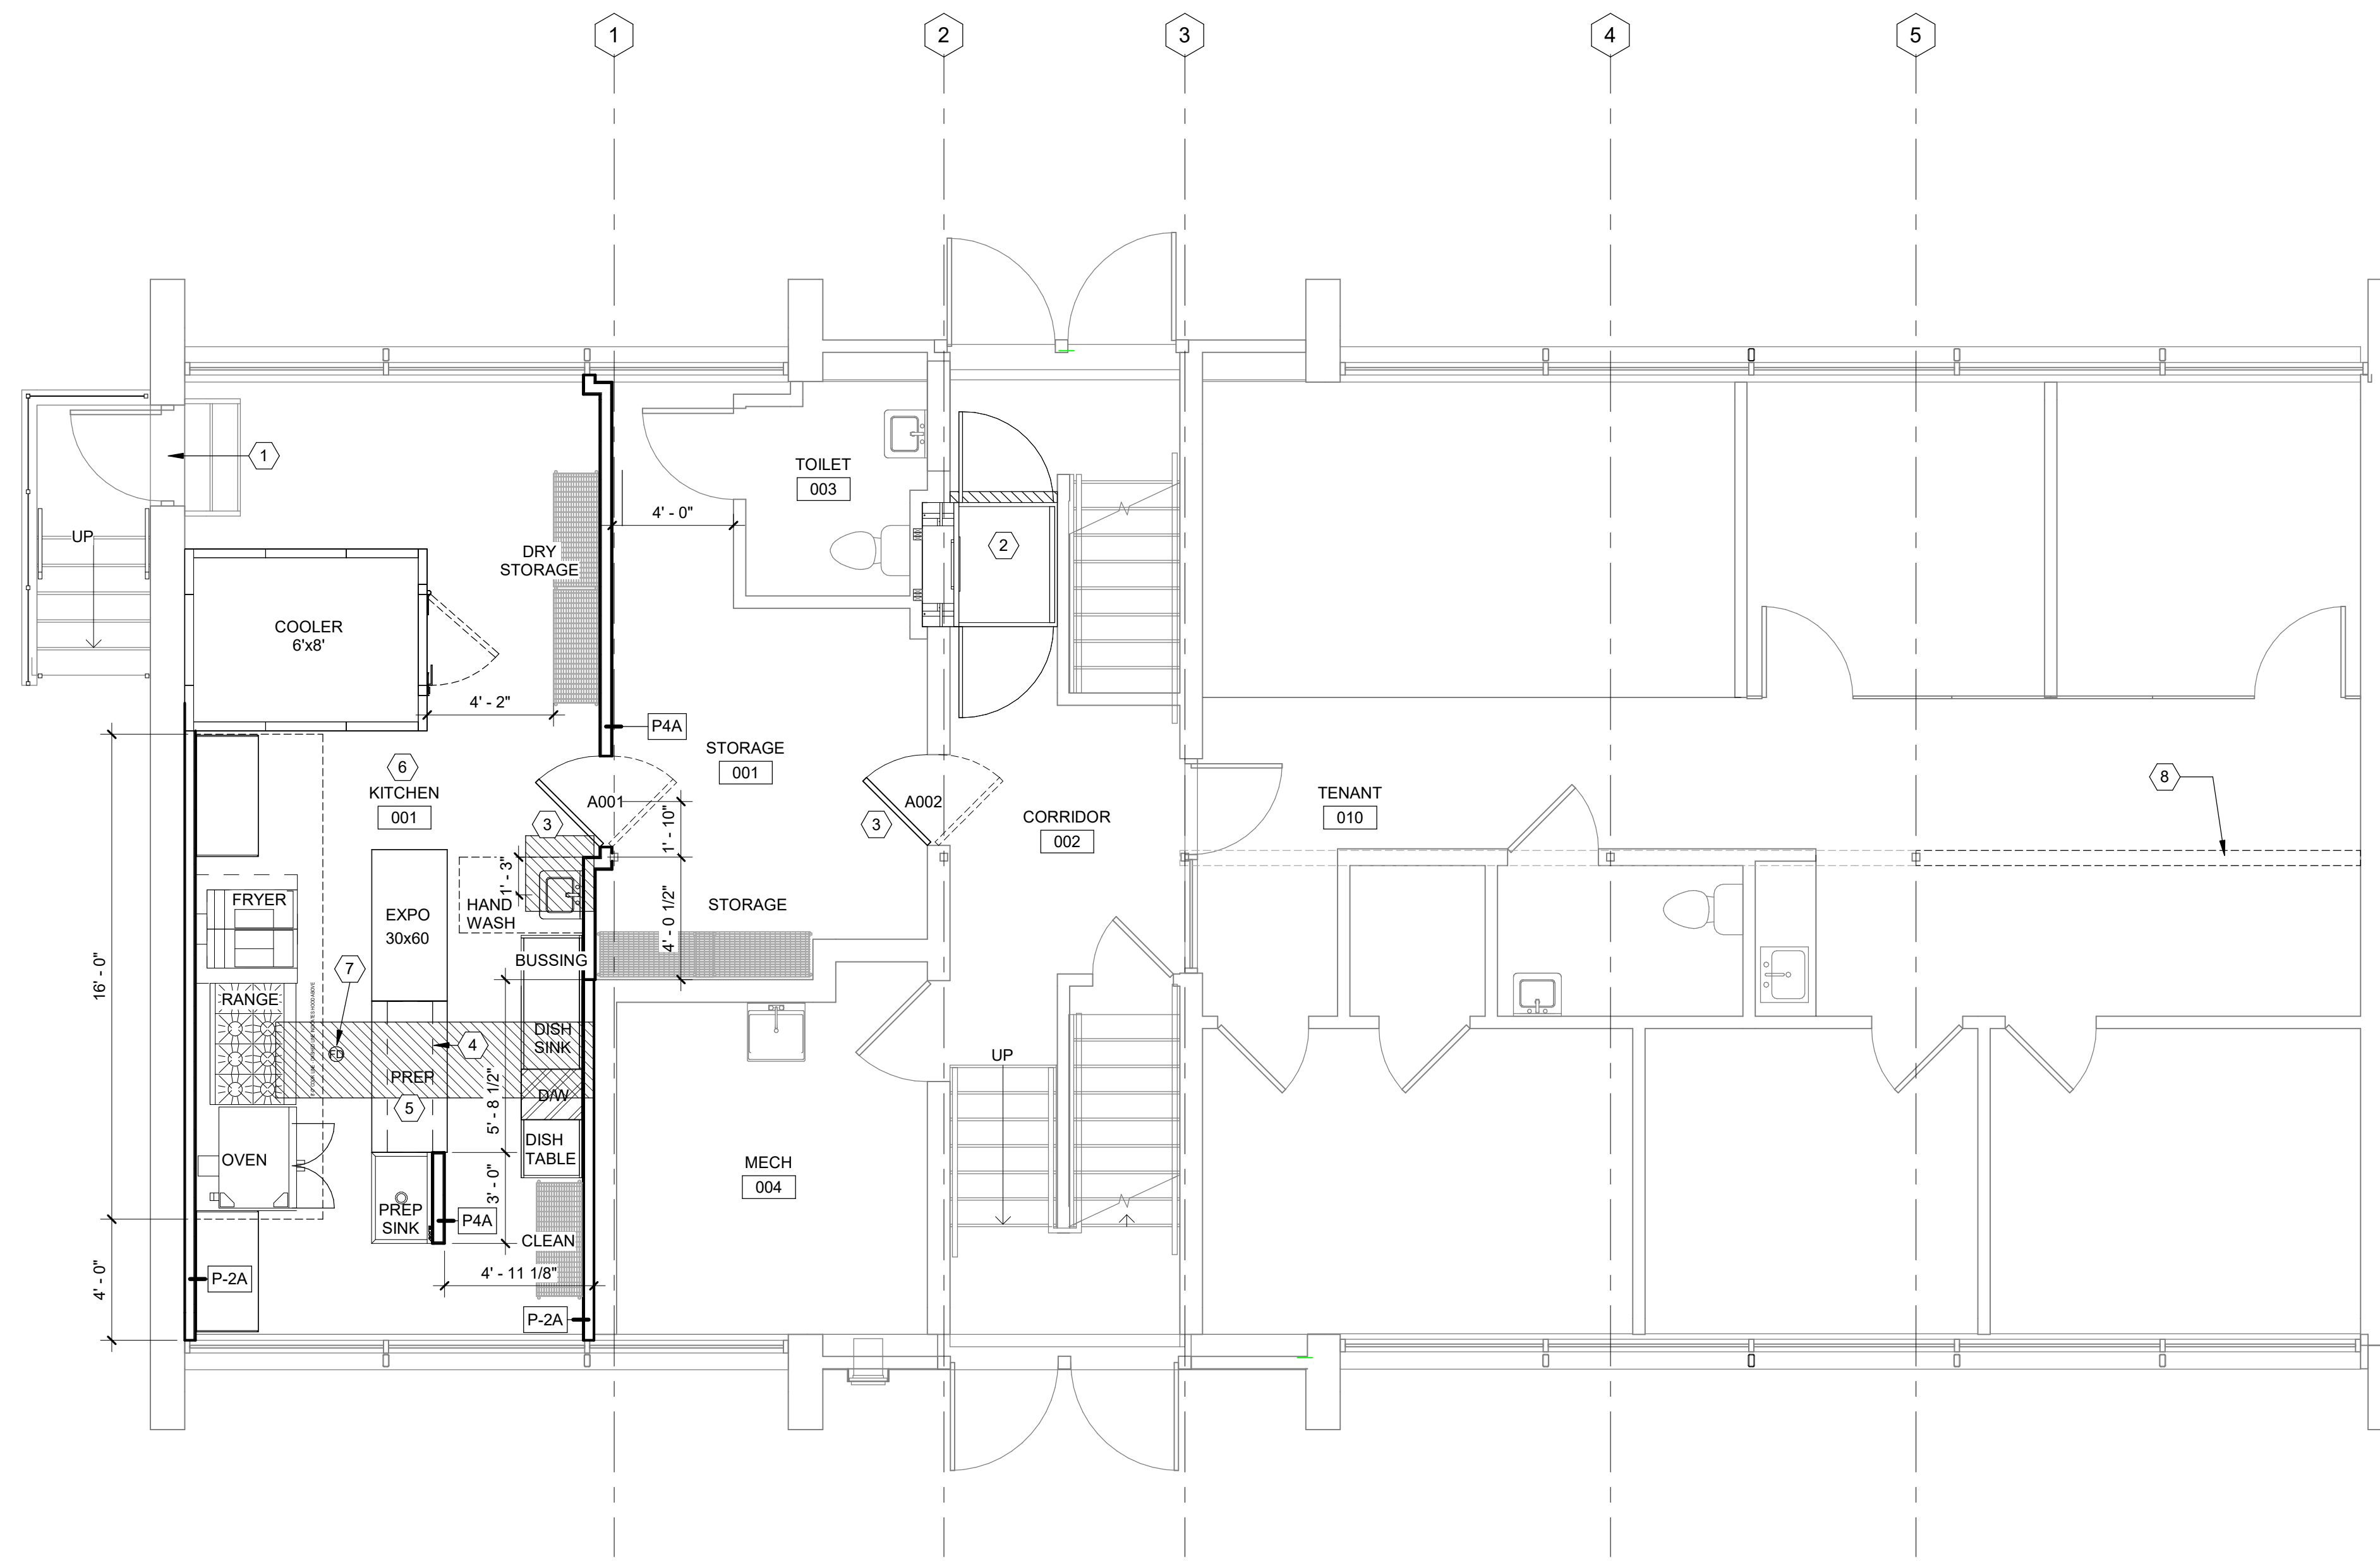 1
2
3
4
5
1
UP
DRY
STORAGE
4' - 0"
TOILET
003
2
COOLER
6'x8'
4' - 2"
P4A
6
KITCHEN
001
STORAGE
001
A001
A002
3
3
1' - 10"
CORRIDOR
002
TENANT
010
8
FRYER
EXPO
30x60
HAND
WASH
1' - 3"
STORAGE
4' - 0 1/2"
BUSSING
16' - 0"
7
RANGE
FD
4
PREP
5
DISH
SINK
D/W
5' - 8 1/2"
UP
DISH
TABLE
OVEN
MECH
004
3' - 0"
PREP
SINK
P4A
CLEAN
4' - 11 1/8"
4' - 0"
P-2A
P-2A